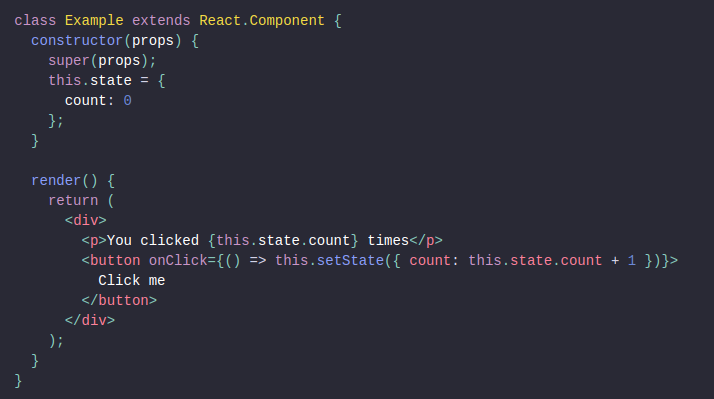 class Example extends React.Component {
  constructor(props) {
    super(props);
    this.state = {
      count: 0
    };
  }

  render() {
    return (
      <div>
        <p>You clicked {this.state.count} times</p>
        <button onClick={() => this.setState({ count: this.state.count + 1 })}>
          Click me
        </button>
      </div>
    );
  }
}